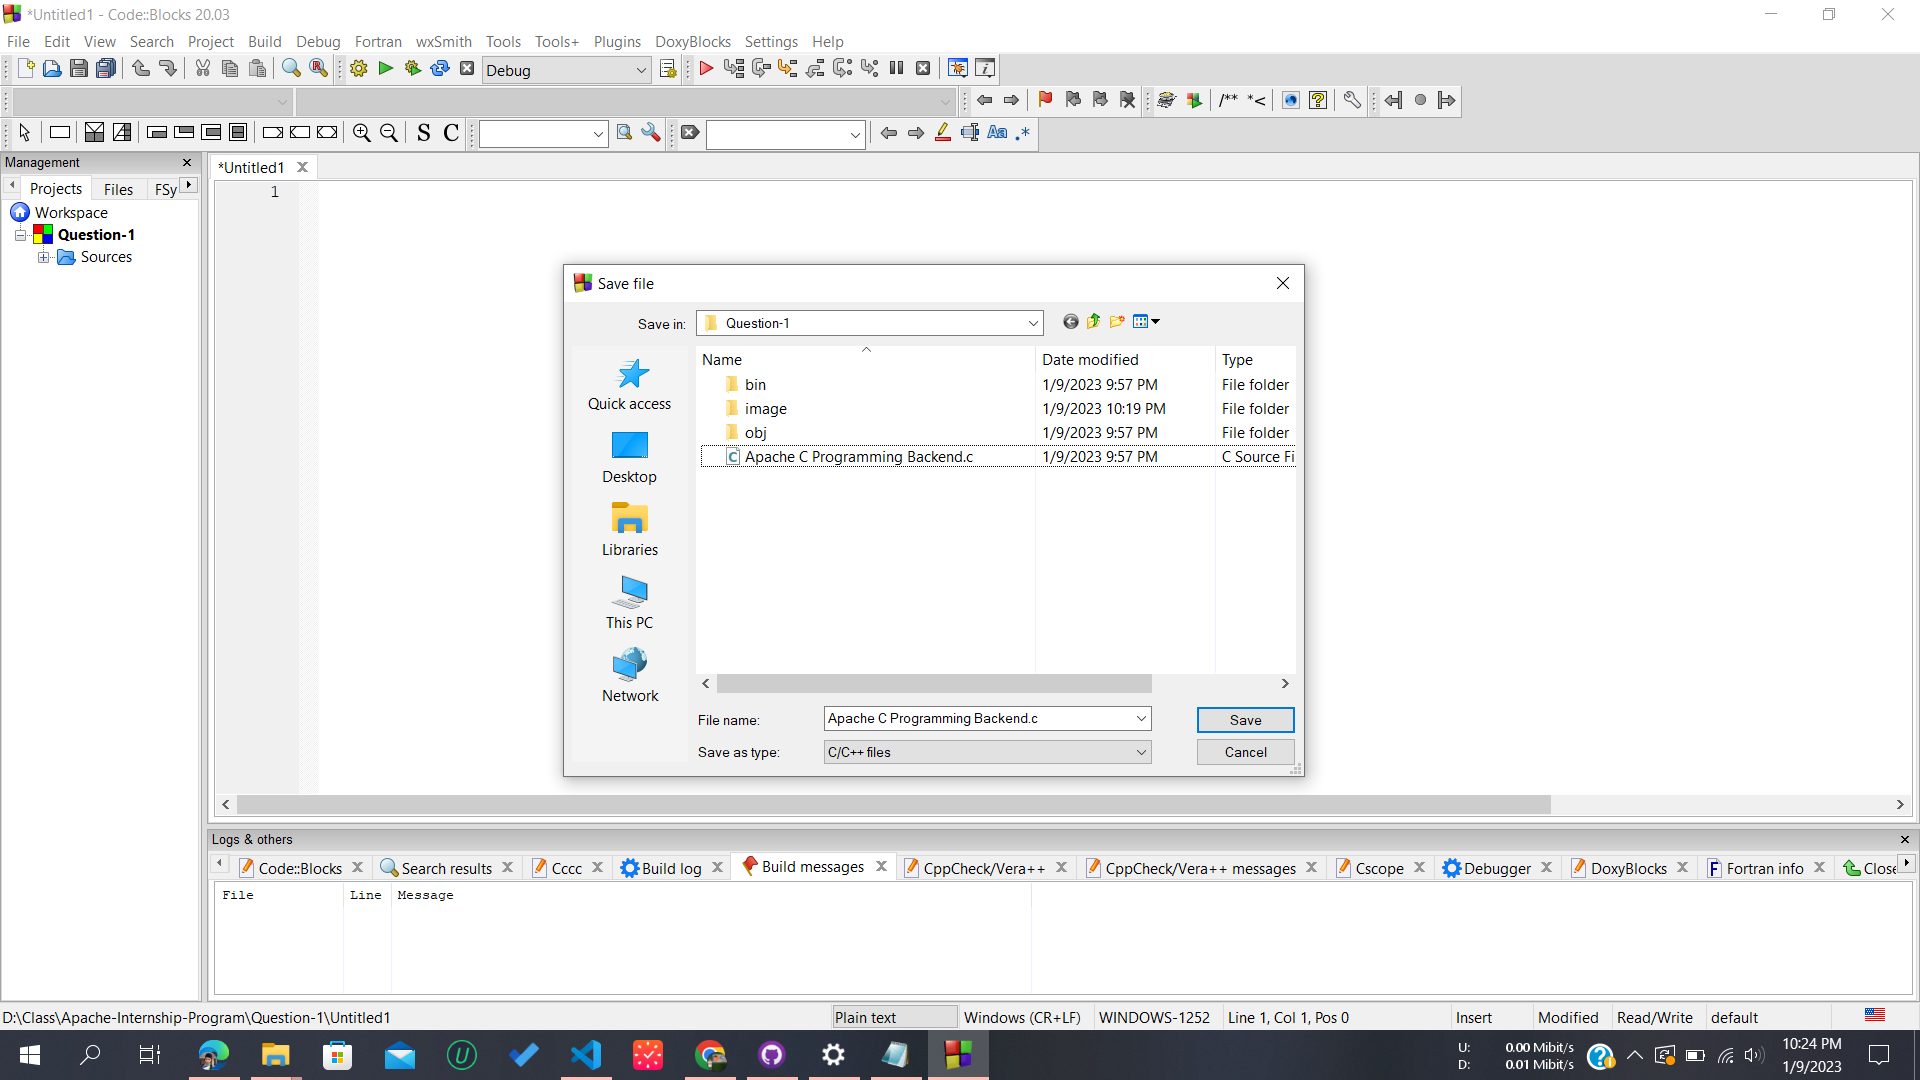 *Untitled1 - Code::Blocks 20.03
File Edit View Search Project Build Debug Fortran wxSmith Tools Tools+ Plugins DoxyBlocks Settings Help
Debug
/** *<
S C
Aa .*
Management
*Untitled1
Projects Files FSy
1
Workspace
Question-1
Sources
Save file
Save in: Question-1
Name Date modified Type
bin 1/9/2023 9:57 PM File folder
image 1/9/2023 10:19 PM File folder
obj 1/9/2023 9:57 PM File folder
Apache C Programming Backend.c 1/9/2023 9:57 PM C Source Fi
Quick access
Desktop
Libraries
This PC
Network
File name: Apache C Programming Backend.c Save
Save as type: C/C++ files Cancel
Logs & others
Code::Blocks Search results Cccc Build log Build messages CppCheck/Vera++ CppCheck/Vera++ messages Cscope Debugger DoxyBlocks Fortran info Close
File Line Message
D:\Class\Apache-Internship-Program\Question-1\Untitled1 Plain text Windows (CR+LF) WINDOWS-1252 Line 1, Col 1, Pos 0 Insert Modified Read/Write default
U: 0.00 Mibit/s
D: 0.01 Mibit/s
10:24 PM
1/9/2023